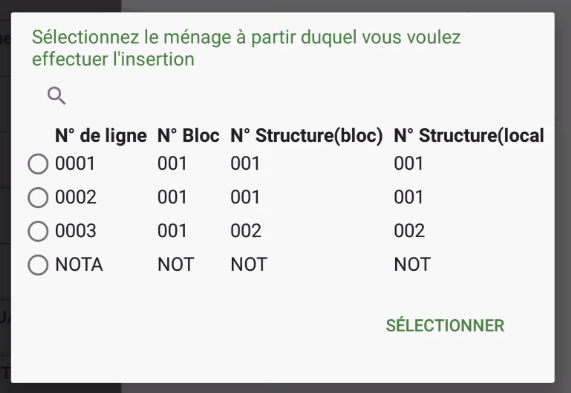 Sélectionnez le ménage à partir duquel vous voulez
effectuer l'insertion
N° de ligne N° Bloc N° Structure(bloc) N° Structure(local
0001 001 001 001
0002 001 001 001
0003 001 002 002
NOTA NOT NOT NOT
SÉLECTIONNER